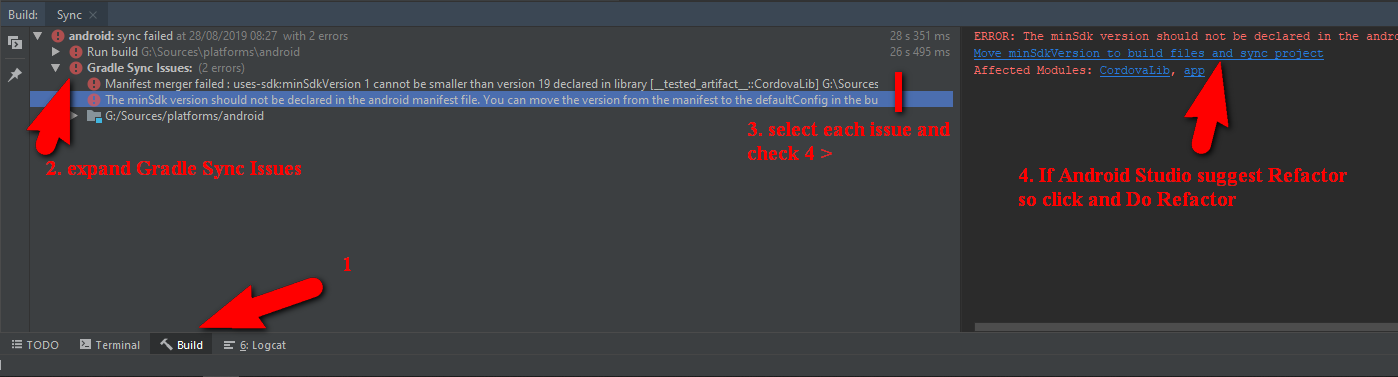 Build: Sync ×
android: sync failed at 28/08/2019 08:27 with 2 errors 28 s 351 ms
Run build G:\Sources\platforms\android 26 s 495 ms
Gradle Sync Issues: (2 errors)
Manifest merger failed : uses-sdk:minSdkVersion 1 cannot be smaller than version 19 declared in library [__tested_artifact__::CordovaLib] G:\Sources
The minSdk version should not be declared in the android manifest file. You can move the version from the manifest to the defaultConfig in the bu
G:/Sources/platforms/android
2. expand Gradle Sync Issues
3. select each issue and
check 4 >
ERROR: The minSdk version should not be declared in the andro
Move minSdkVersion to build files and sync project
Affected Modules: CordovaLib, app
4. If Android Studio suggest Refactor
so click and Do Refactor
1
TODO Terminal Build 6: Logcat